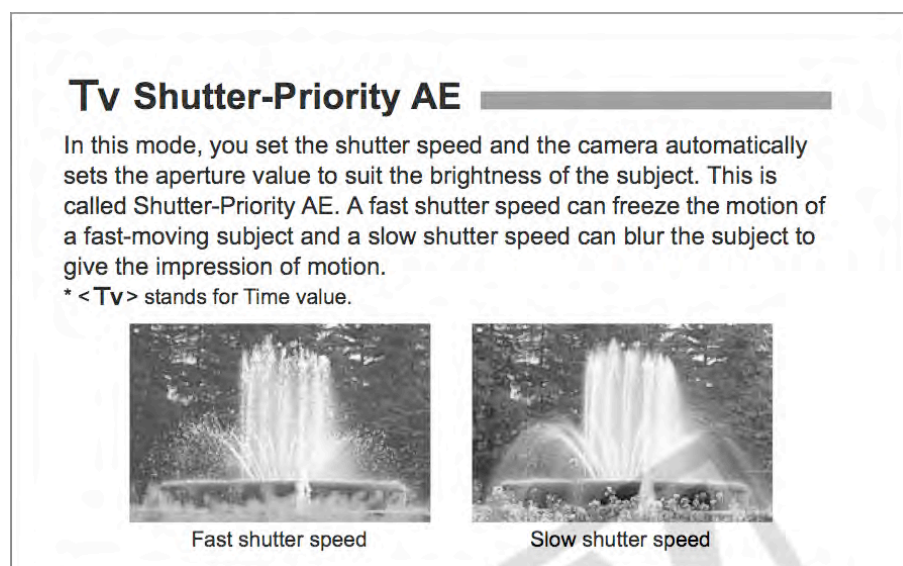 Tv Shutter-Priority AE
In this mode, you set the shutter speed and the camera automatically
sets the aperture value to suit the brightness of the subject. This is
called Shutter-Priority AE. A fast shutter speed can freeze the motion of
a fast-moving subject and a slow shutter speed can blur the subject to
give the impression of motion.
* <Tv> stands for Time value.
Fast shutter speed
Slow shutter speed